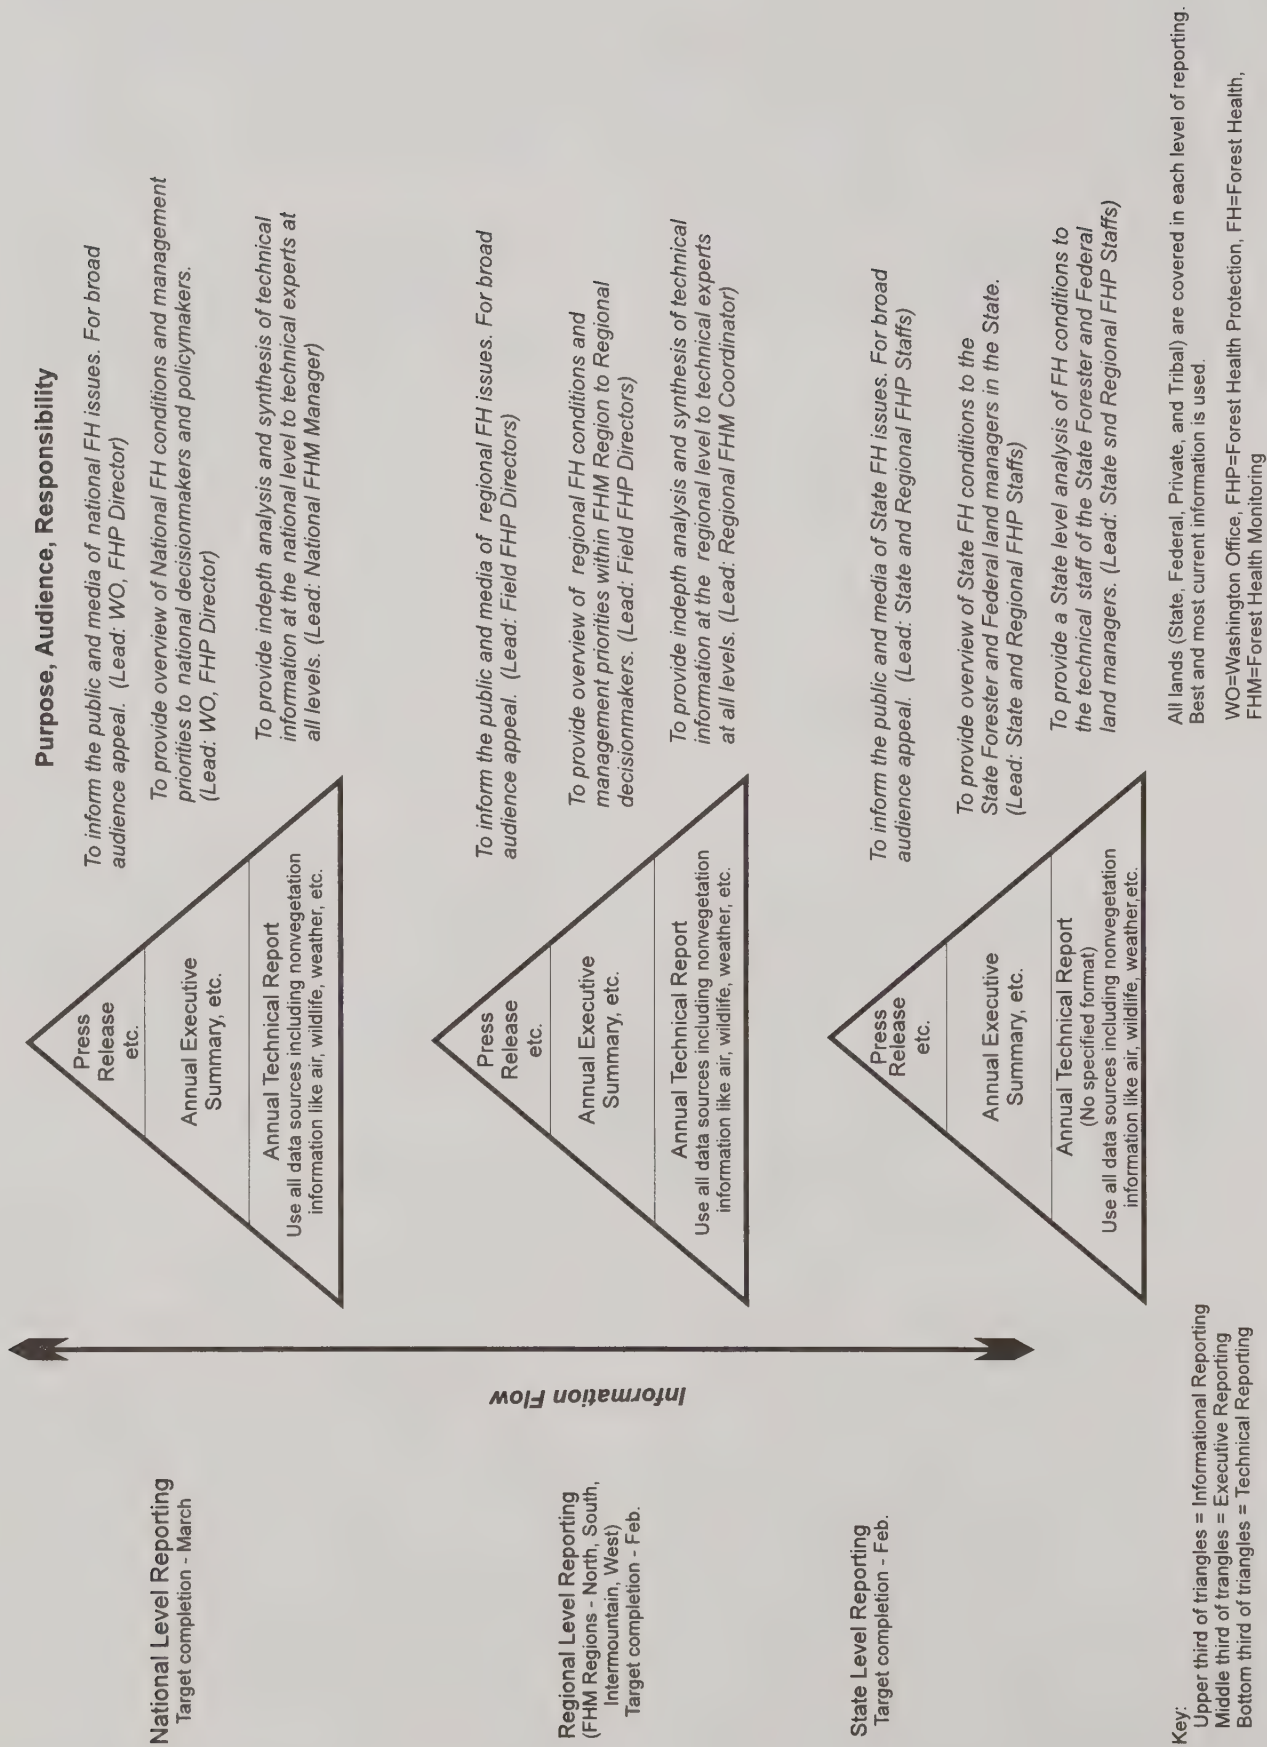 Purpose, Audience, Responsibility
National Level Reporting
Target completion - March
Press
Release
etc.
Annual Executive
Summary, etc.
Annual Technical Report
Use all data sources including nonvegetation
information like air, wildlife, weather, etc.
To inform the public and media of national FH issues. For broad
audience appeal. (Lead: WO, FHP Director)
To provide overview of National FH conditions and management
priorities to national decisionmakers and policymakers.
(Lead: WO, FHP Director)
To provide indepth analysis and synthesis of technical
information at the national level to technical experts at
all levels. (Lead: National FHM Manager)
Information Flow
Regional Level Reporting
(FHM Regions - North, South,
Intermountain, West)
Target completion - Feb.
Press
Release
etc.
Annual Executive
Summary, etc.
Annual Technical Report
Use all data sources including nonvegetation
information like air, wildlife, weather, etc.
To inform the public and media of regional FH issues. For broad
audience appeal. (Lead: Field FHP Directors)
To provide overview of regional FH conditions and
management priorities within FHM Region to Regional
decisionmakers. (Lead: Field FHP Directors)
To provide indepth analysis and synthesis of technical
information at the regional level to technical experts
at all levels. (Lead: Regional FHM Coordinator)
State Level Reporting
Target completion - Feb.
Press
Release
etc.
Annual Executive
Summary, etc.
Annual Technical Report
(No specified format)
Use all data sources including nonvegetation
information like air, wildlife, weather,etc.
To inform the public and media of State FH issues. For broad
audience appeal. (Lead: State and Regional FHP Staffs)
To provide overview of State FH conditions to the
State Forester and Federal land managers in the State.
(Lead: State and Regional FHP Staffs)
To provide a State level analysis of FH conditions to
the technical staff of the State Forester and Federal
land managers. (Lead: State snd Regional FHP Staffs)
Key:
Upper third of triangles = Informational Reporting
Middle third of trangles = Executive Reporting
Bottom third of triangles = Technical Reporting
All lands (State, Federal, Private, and Tribal) are covered in each level of reporting.
Best and most current information is used.
WO=Washington Office, FHP=Forest Health Protection, FH=Forest Health,
FHM=Forest Health Monitoring